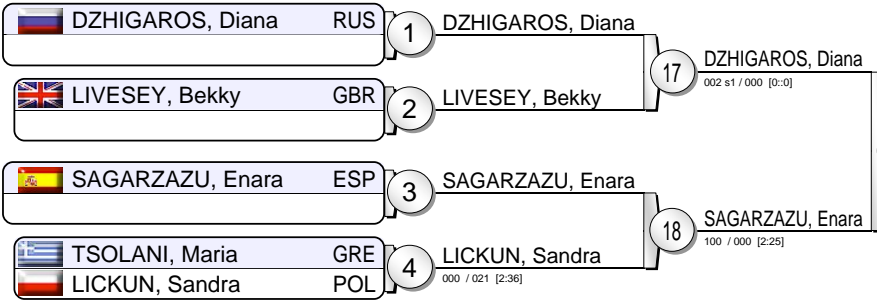 DZHIGAROS, Diana RUS
1
DZHIGAROS, Diana
LIVESEY, Bekky GBR
2
LIVESEY, Bekky
17
DZHIGAROS, Diana
002 s1 / 000 [0::0]
SAGARZAZU, Enara ESP
3
SAGARZAZU, Enara
TSOLANI, Maria GRE
LICKUN, Sandra POL
4
LICKUN, Sandra
000 / 021 [2:36]
18
SAGARZAZU, Enara
100 / 000 [2:25]